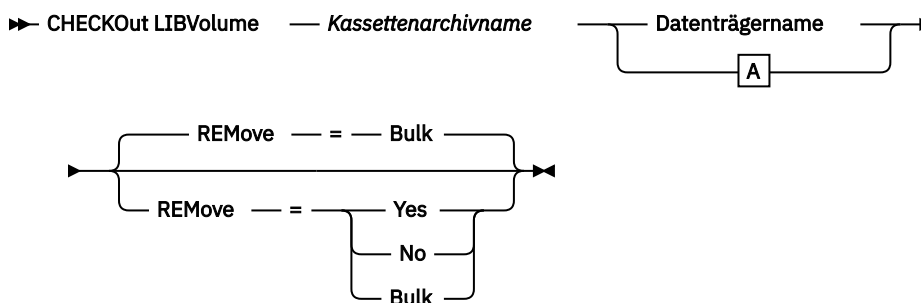 CHECKOut LIBVolume Kassettenarchivname Datenträgername
A
REMove = Bulk
REMove = Yes
No
Bulk